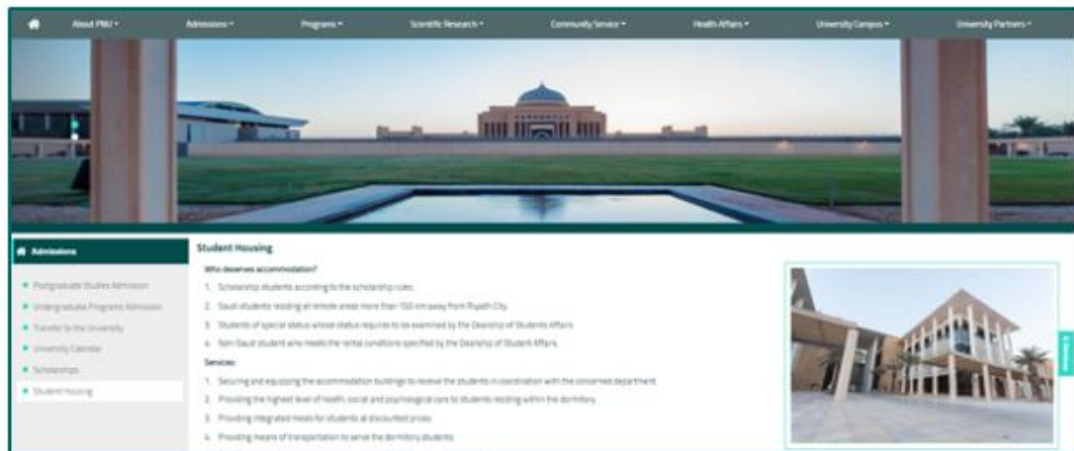 About PNU
Admissions
Programs
Scientific Research
Community Service
Health Affairs
University Campus
University Partners
Admissions
Postgraduate Studies Admission
Undergraduate Programs Admission
Transfer to the University
University Calendar
Scholarships
Student Housing
Student Housing
Who deserves accommodation?
1. Scholarship students according to the scholarship rules.
2. Saudi students residing at remote areas more than 150 km away from Riyadh City.
3. Students of special status whose status requires to be examined by the Deanship of Students Affairs.
4. Non-Saudi student who meets the rental conditions specified by the Deanship of Student Affairs.
Services:
1. Securing and equipping the accommodation buildings to receive the students in coordination with the concerned department.
2. Providing the highest level of health, social and psychological care to students residing within the dormitory.
3. Providing integrated meals for students at discounted prices.
4. Providing means of transportation to serve the dormitory students.